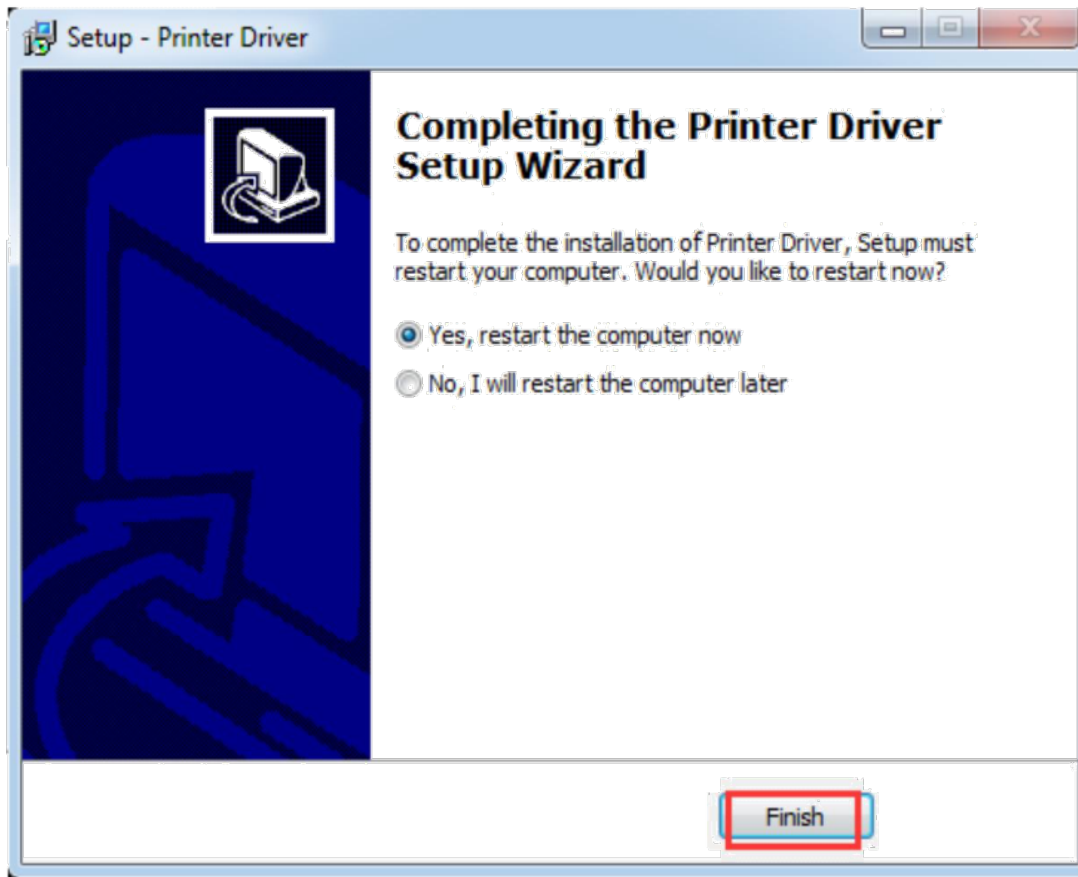 Setup - Printer Driver
Completing the Printer Driver
Setup Wizard
To complete the installation of Printer Driver, Setup must
restart your computer. Would you like to restart now?
Yes, restart the computer now
No, I will restart the computer later
Finish